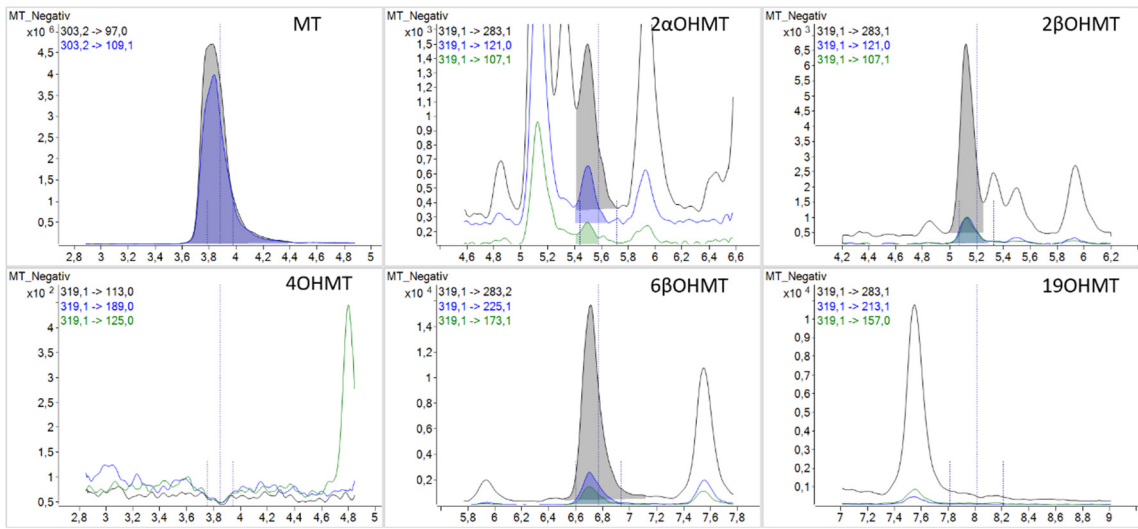 MT_Negativ
MT
x10 6
303,2 -> 97,0
303,2 -> 109,1
4,5
4
3,5
3
2,5
2
1,5
1
0,5
2,8 3 3,2 3,4 3,6 3,8 4 4,2 4,4 4,6 4,8 5
MT_Negativ
2αOHMT
x10 3
319,1 -> 283,1
319,1 -> 121,0
319,1 -> 107,1
1,5
1,4
1,3
1,2
1,1
1
0,9
0,8
0,7
0,6
0,5
0,4
0,3
0,2
4,6 4,8 5 5,2 5,4 5,6 5,8 6 6,2 6,4 6,6
MT_Negativ
2βOHMT
x10 3
319,1 -> 283,1
319,1 -> 121,0
319,1 -> 107,1
6,5
6
5,5
5
4,5
4
3,5
3
2,5
2
1,5
1
0,5
4,2 4,4 4,6 4,8 5 5,2 5,4 5,6 5,8 6 6,2
MT_Negativ
4OHMT
x10 2
319,1 -> 113,0
319,1 -> 189,0
319,1 -> 125,0
4
3,5
3
2,5
2
1,5
1
0,5
2,8 3 3,2 3,4 3,6 3,8 4 4,2 4,4 4,6 4,8 5
MT_Negativ
6βOHMT
x10 4
319,1 -> 283,2
319,1 -> 225,1
319,1 -> 173,1
1,4
1,2
1
0,8
0,6
0,4
0,2
5,8 6 6,2 6,4 6,6 6,8 7 7,2 7,4 7,6 7,8
MT_Negativ
19OHMT
x10 4
319,1 -> 283,1
319,1 -> 213,1
319,1 -> 157,0
1
0,9
0,8
0,7
0,6
0,5
0,4
0,3
0,2
0,1
7 7,2 7,4 7,6 7,8 8 8,2 8,4 8,6 8,8 9